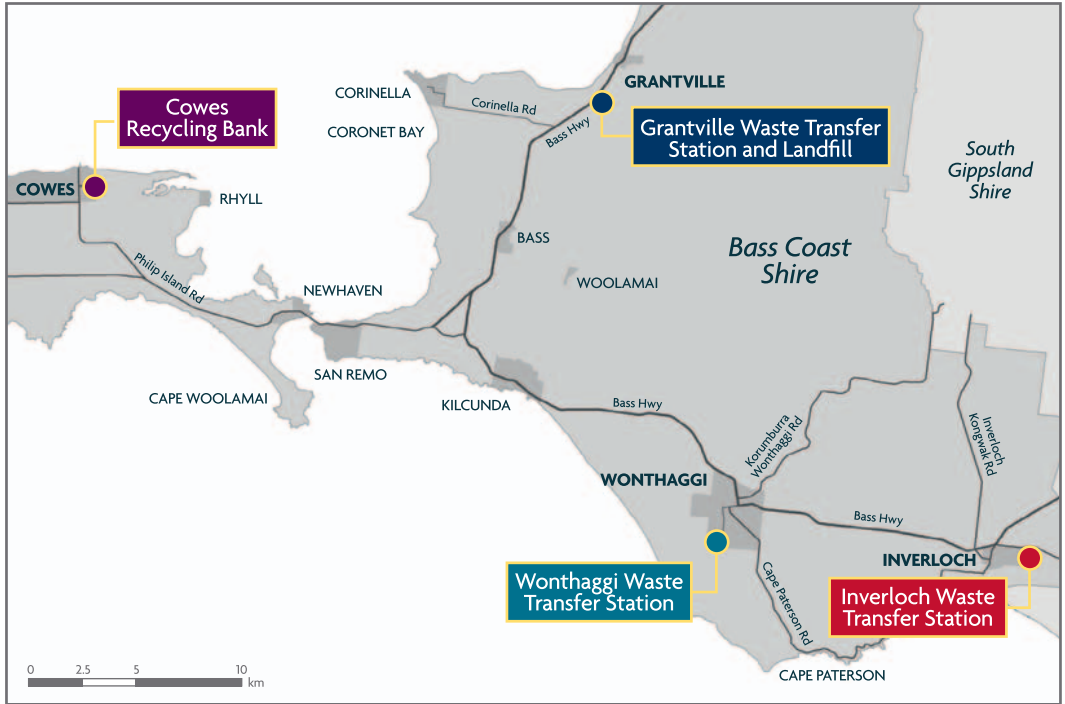 GRANTVILLE
CORINELLA
Corinella Rd
Cowes
Recycling Bank
CORONET BAY
Bass Hwy
Grantville Waste Transfer
Station and Landfill
South
Gippsland
Shire
COWES
RHYLL
BASS
Bass Coast
Shire
Philip Island Rd
WOOLAMAI
NEWHAVEN
SAN REMO
CAPE WOOLAMAI
KILCUNDA
Bass Hwy
Korumburra
Wonthaggi Rd
Inverloch
Kongwak Rd
WONTHAGGI
Bass Hwy
INVERLOCH
Wonthaggi Waste
Transfer Station
Cape Paterson Rd
Inverloch Waste
Transfer Station
CAPE PATERSON
0 2.5 5 10
km